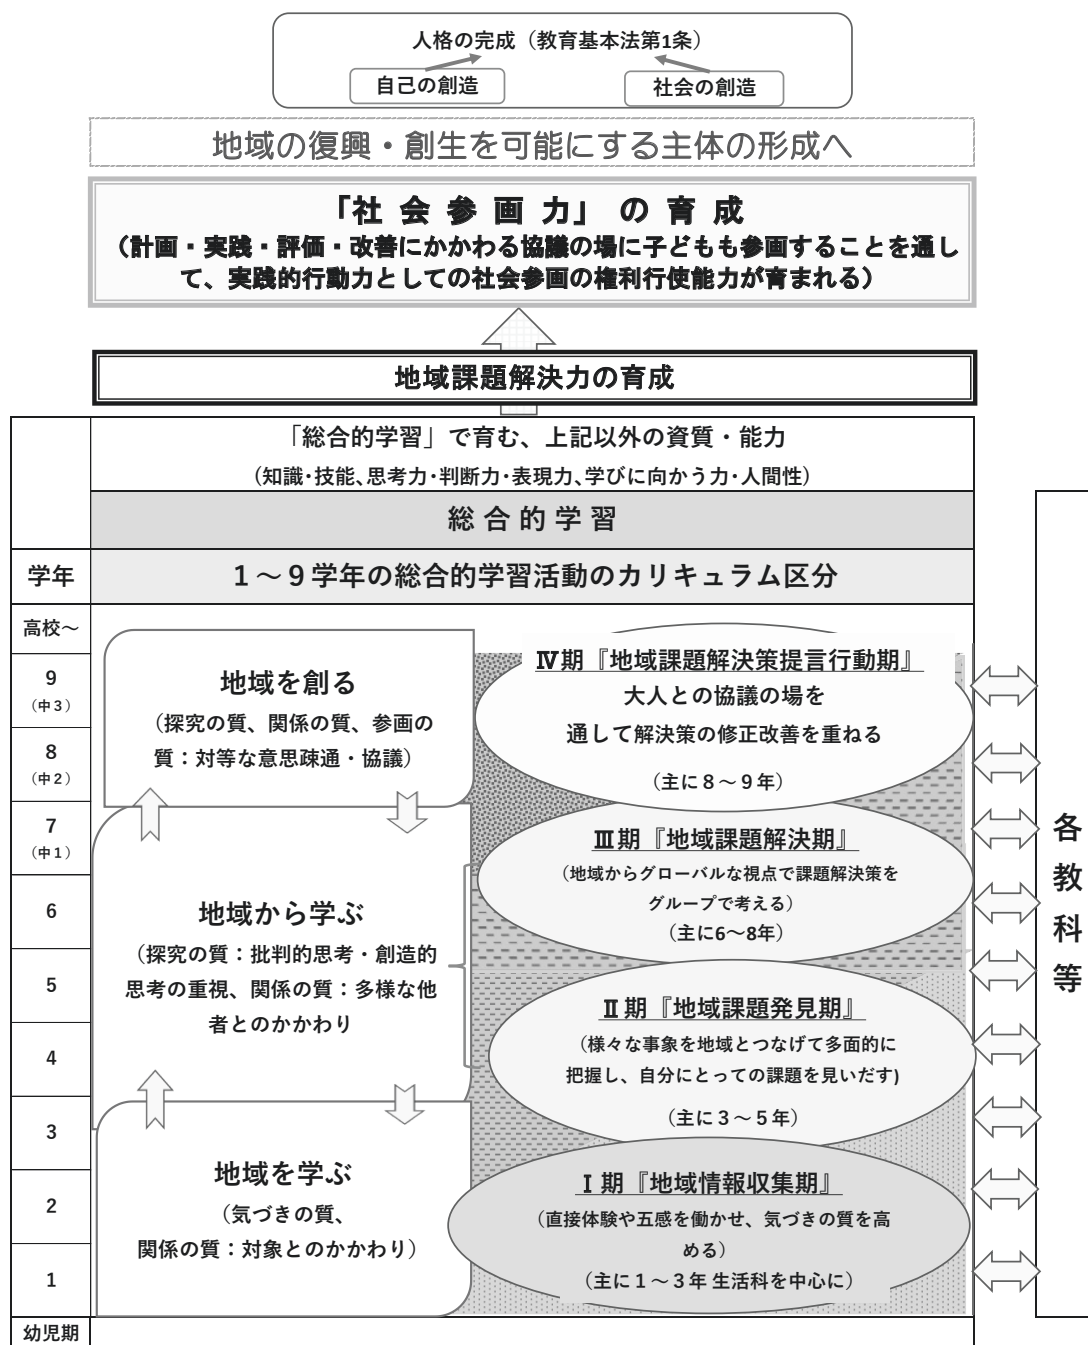 人格の完成（教育基本法第1条）
自己の創造
社会の創造
地域の復興・創生を可能にする主体の形成へ
「社会参画力」の育成
（計画・実践・評価・改善にかかわる協議の場に子どもも参画することを通し
て、実践的行動力としての社会参画の権利行使能力が育まれる）
地域課題解決力の育成
「総合的学習」で育む、上記以外の資質・能力
（知識・技能、思考力・判断力・表現力、学びに向かう力・人間性）
総合的学習
学年
1～9学年の総合的学習活動のカリキュラム区分
高校～
9
（中3）
8
（中2）
7
（中1）
6
5
4
3
2
1
幼児期
地域を創る
（探究の質、関係の質、参画の
質：対等な意思疎通・協議）
地域から学ぶ
（探究の質：批判的思考・創造的
思考の重視、関係の質：多様な他
者とのかかわり
地域を学ぶ
（気づきの質、
関係の質：対象とのかかわり）
Ⅳ期『地域課題解決策提言行動期』
大人との協議の場を
通して解決策の修正改善を重ねる
（主に８～９年）
Ⅲ期『地域課題解決期』
（地域からグローバルな視点で課題解決策を
グループで考える）
（主に6～8年）
Ⅱ期『地域課題発見期』
（様々な事象を地域とつなげて多面的に
把握し、自分にとっての課題を見いだす)
（主に３～５年）
Ⅰ期『地域情報収集期』
（直接体験や五感を働かせ、気づきの質を高
める）
（主に１～３年 生活科を中心に）
各教科等